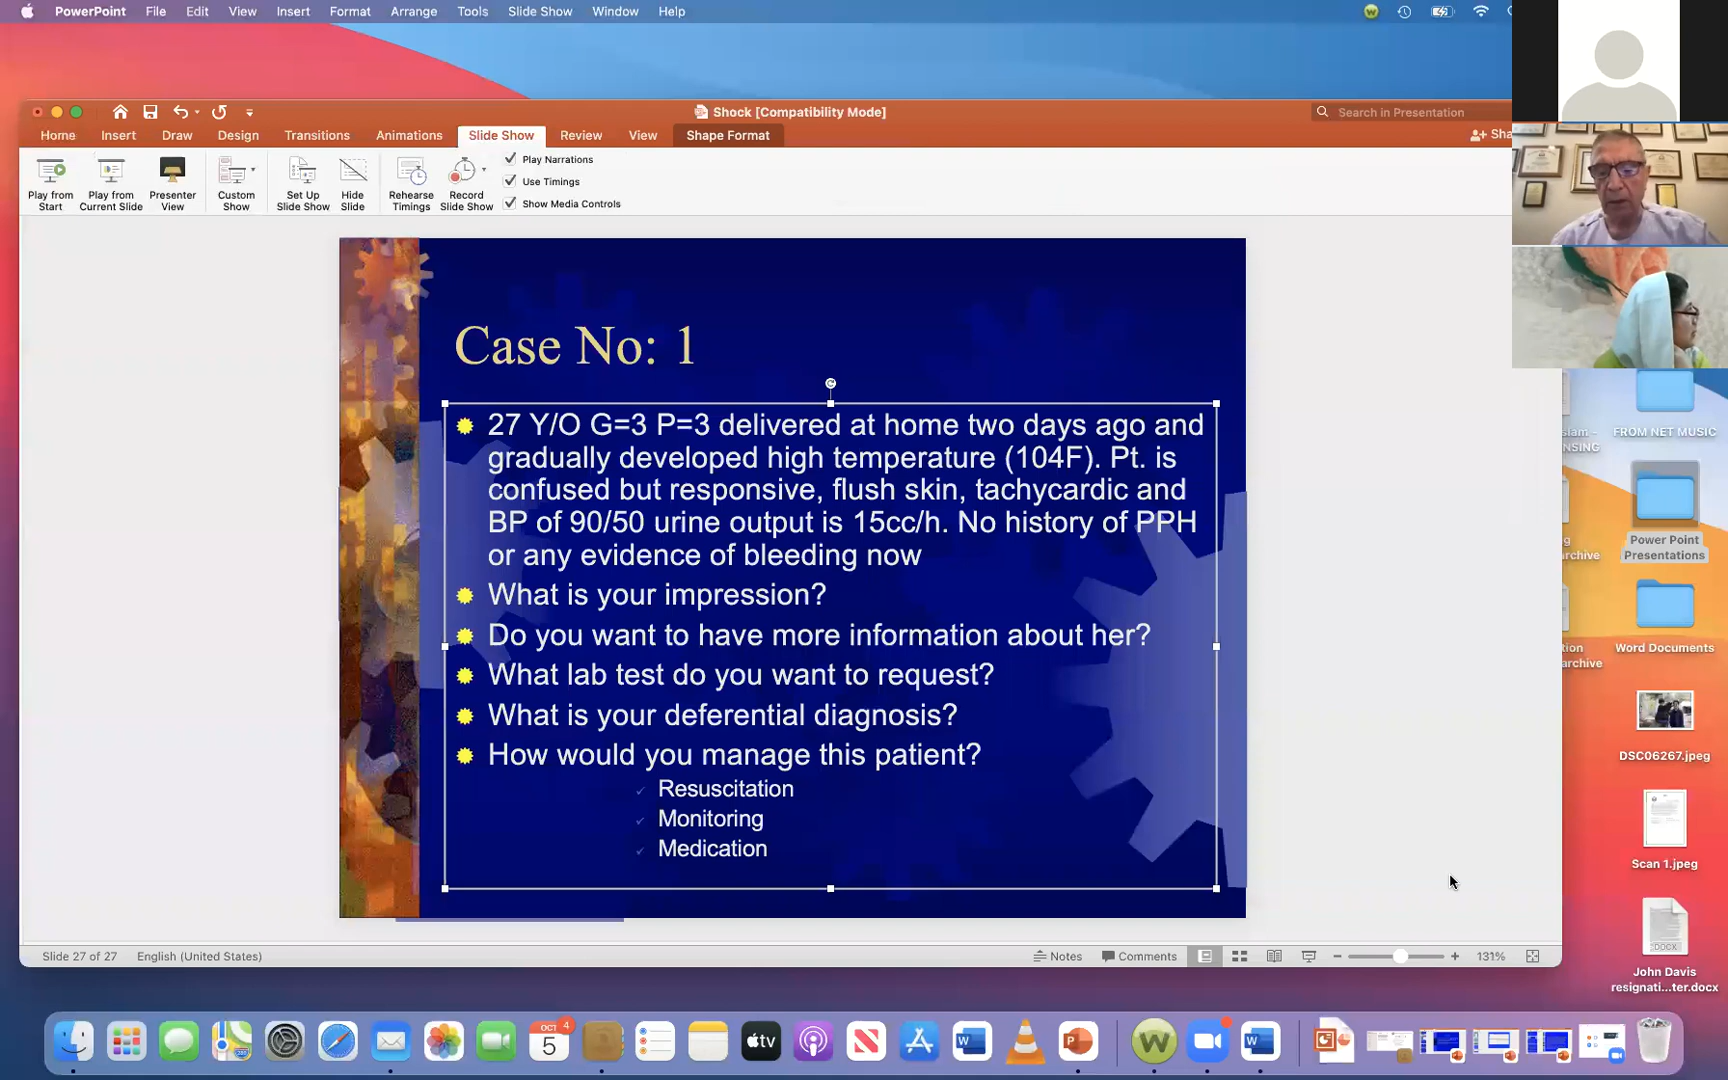 PowerPoint File Edit View Insert Format Arrange Tools Slide Show Window Help
Shock [Compatibility Mode]
Search in Presentation
Home Insert Draw Design Transitions Animations Slide Show Review View Shape Format
Sha
Play from Start
Play from Current Slide
Presenter View
Custom Show
Set Up Slide Show
Hide Slide
Rehearse Timings
Record Slide Show
Play Narrations
Use Timings
Show Media Controls
Case No: 1
27 Y/O G=3 P=3 delivered at home two days ago and
gradually developed high temperature (104F). Pt. is
confused but responsive, flush skin, tachycardic and
BP of 90/50 urine output is 15cc/h. No history of PPH
or any evidence of bleeding now
What is your impression?
Do you want to have more information about her?
What lab test do you want to request?
What is your deferential diagnosis?
How would you manage this patient?
Resuscitation
Monitoring
Medication
FROM NET MUSIC
Power Point
Presentations
Word Documents
DSC06267.jpeg
Scan 1.jpeg
DOCX
John Davis
resignati...ter.docx
Slide 27 of 27 English (United States)
Notes Comments 131%
OCT
4
5
tv